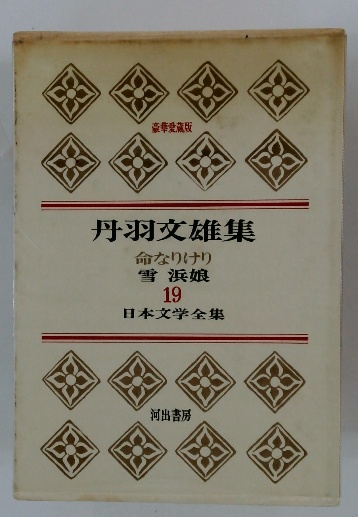 豪華愛蔵版
丹羽文雄集
命なりけり
雪 浜娘
19
日本文学全集
河出書房